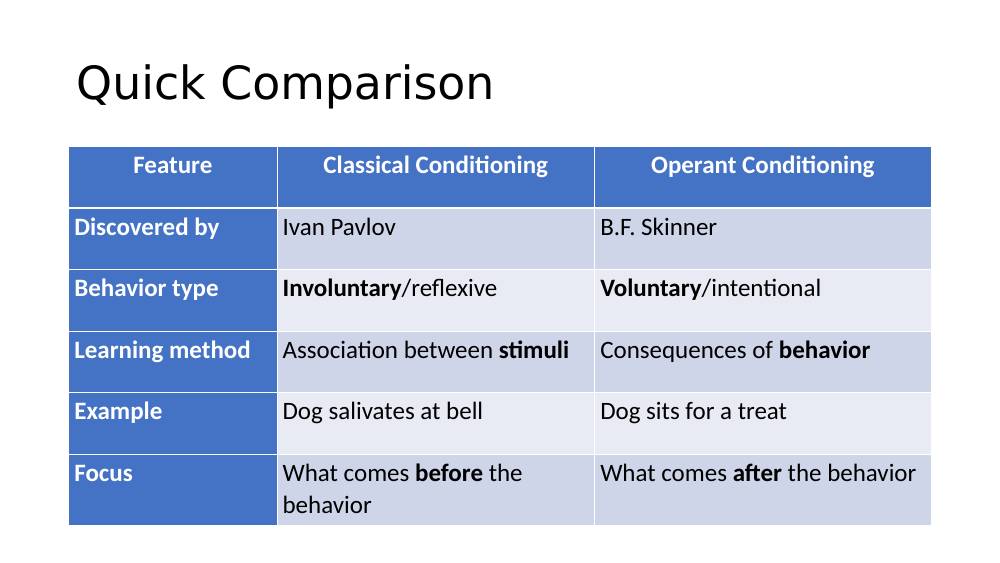 Quick Comparison
Feature Classical Conditioning Operant Conditioning
Discovered by Ivan Pavlov B.F. Skinner
Behavior type Involuntary/reflexive Voluntary/intentional
Learning method Association between stimuli Consequences of behavior
Example Dog salivates at bell Dog sits for a treat
Focus What comes before the What comes after the behavior
behavior